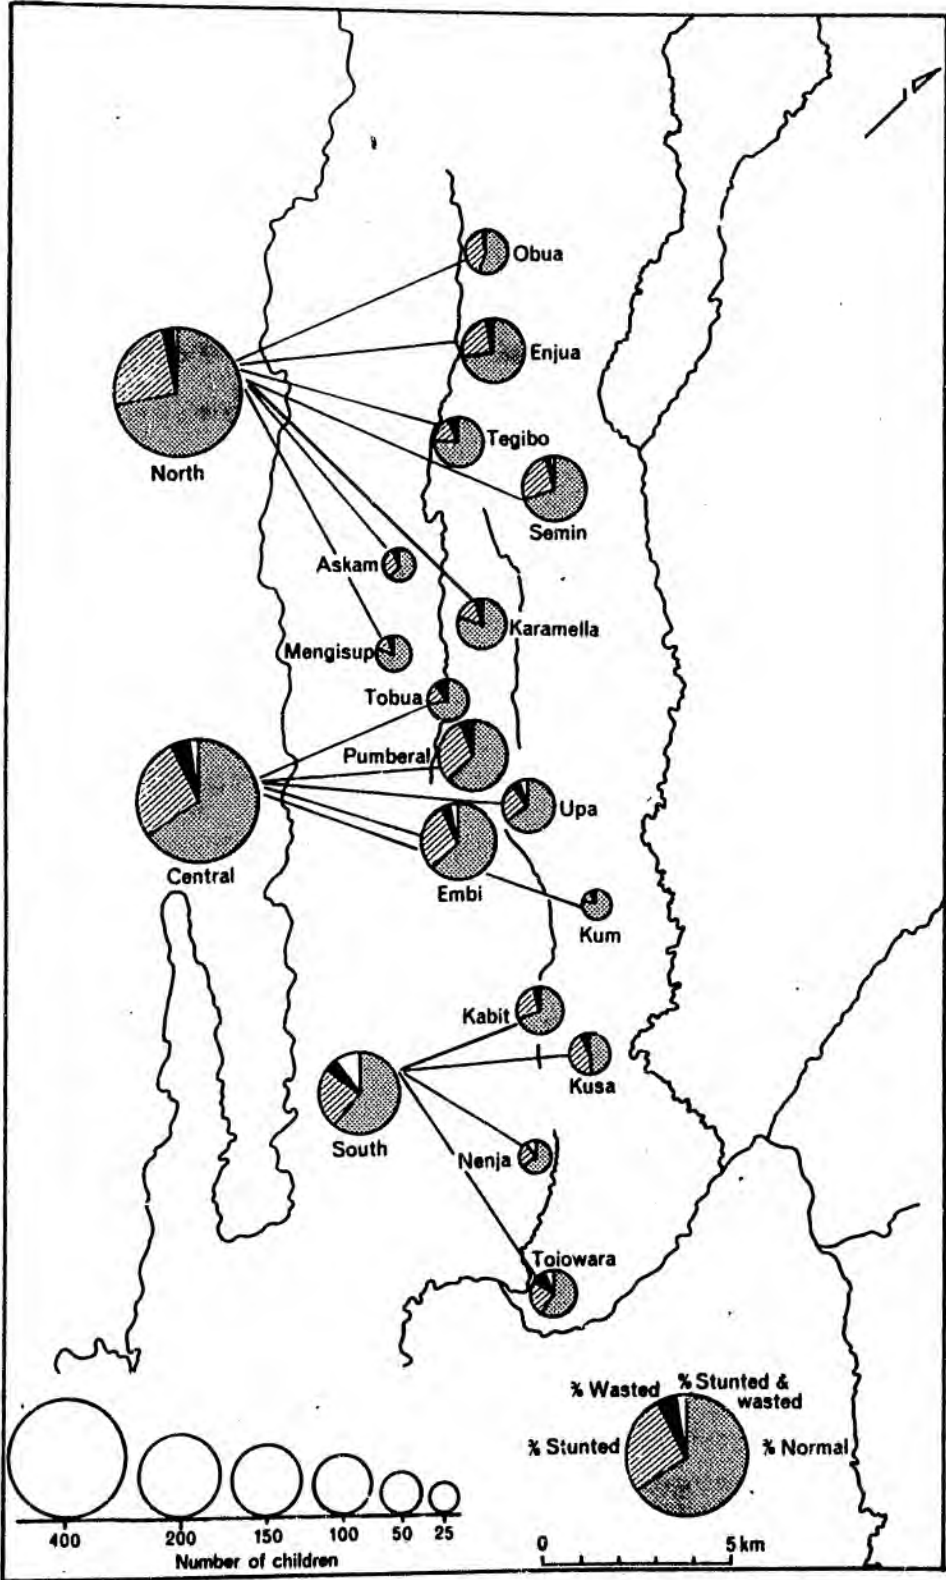 Obua
Enjua
North
Tegibo
Semin
Askam
Karamella
Mengisup
Tobua
Pumberal
Upa
Central
Embi
Kum
Kabit
Kusa
South
Nenja
Toiowara
% Wasted
% Stunted &
wasted
% Stunted
% Normal
400 200 150 100 50 25
Number of children
0 5 km